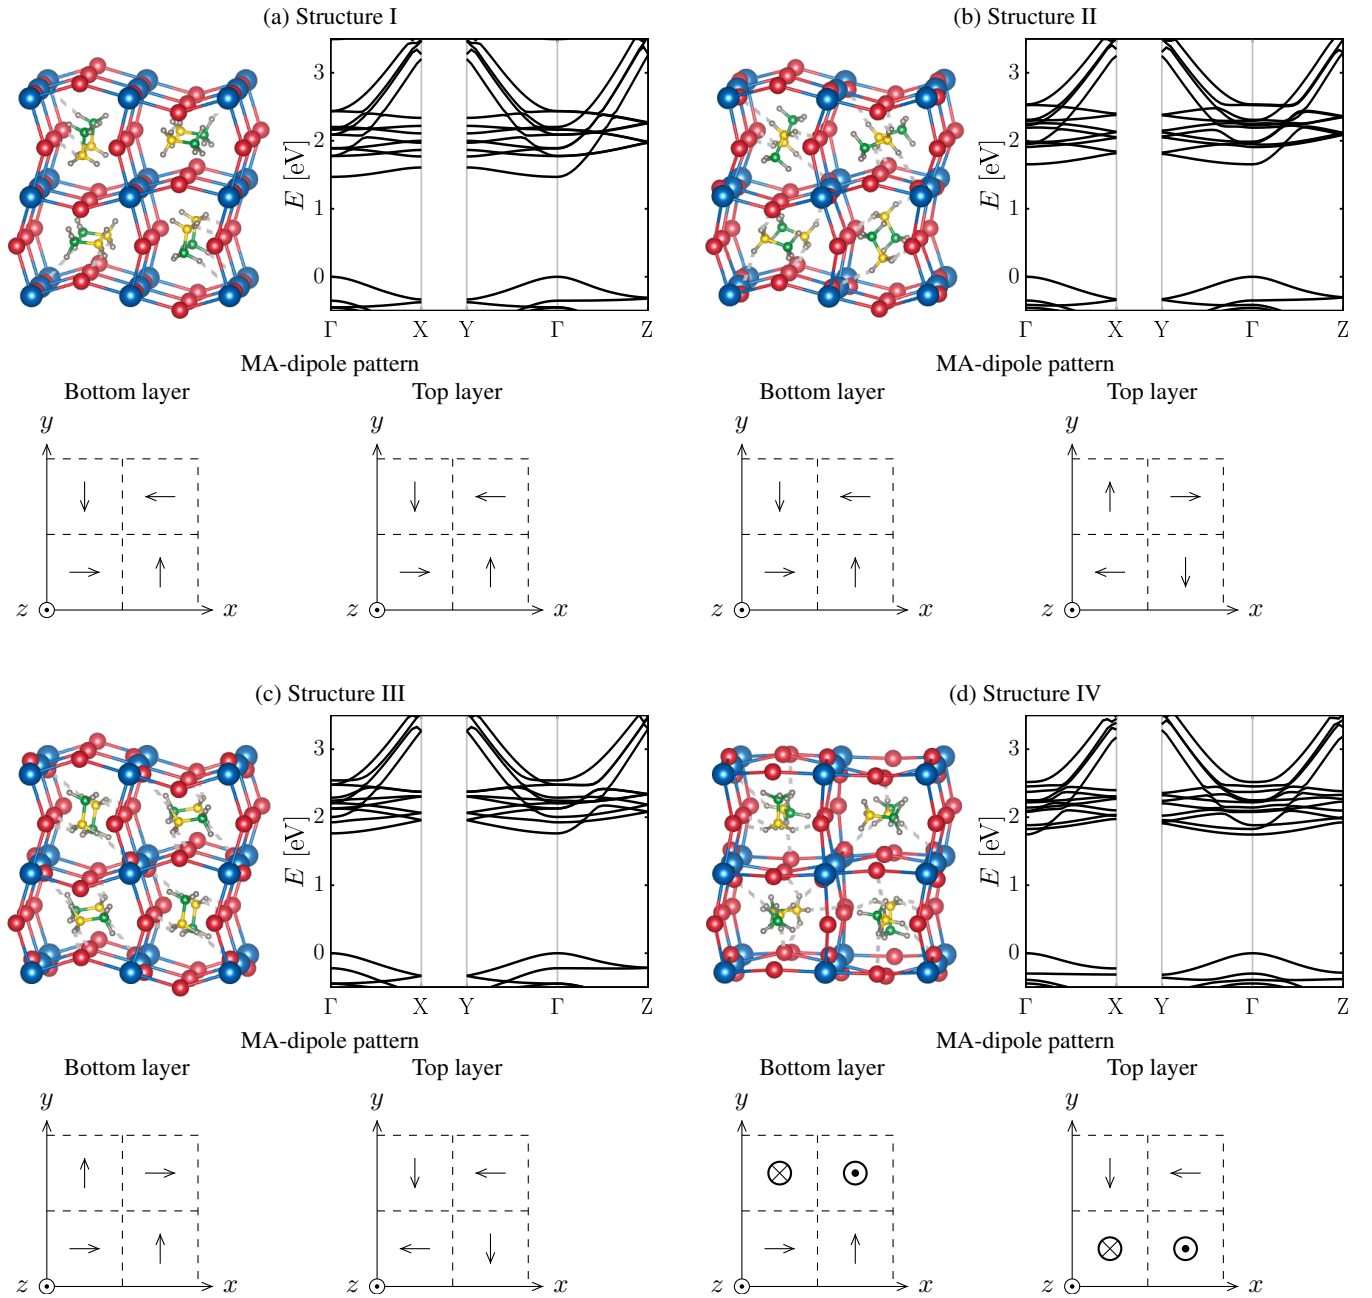 (a) Structure I
(b) Structure II
E [eV]
3
2
1
0
Γ X Y Γ Z
E [eV]
3
2
1
0
Γ X Y Γ Z
MA-dipole pattern
MA-dipole pattern
Bottom layer
Top layer
Bottom layer
Top layer
y
y
y
y
z x
z x
z x
z x
(c) Structure III
(d) Structure IV
E [eV]
3
2
1
0
Γ X Y Γ Z
E [eV]
3
2
1
0
Γ X Y Γ Z
MA-dipole pattern
MA-dipole pattern
Bottom layer
Top layer
Bottom layer
Top layer
y
y
y
y
z x
z x
z x
z x